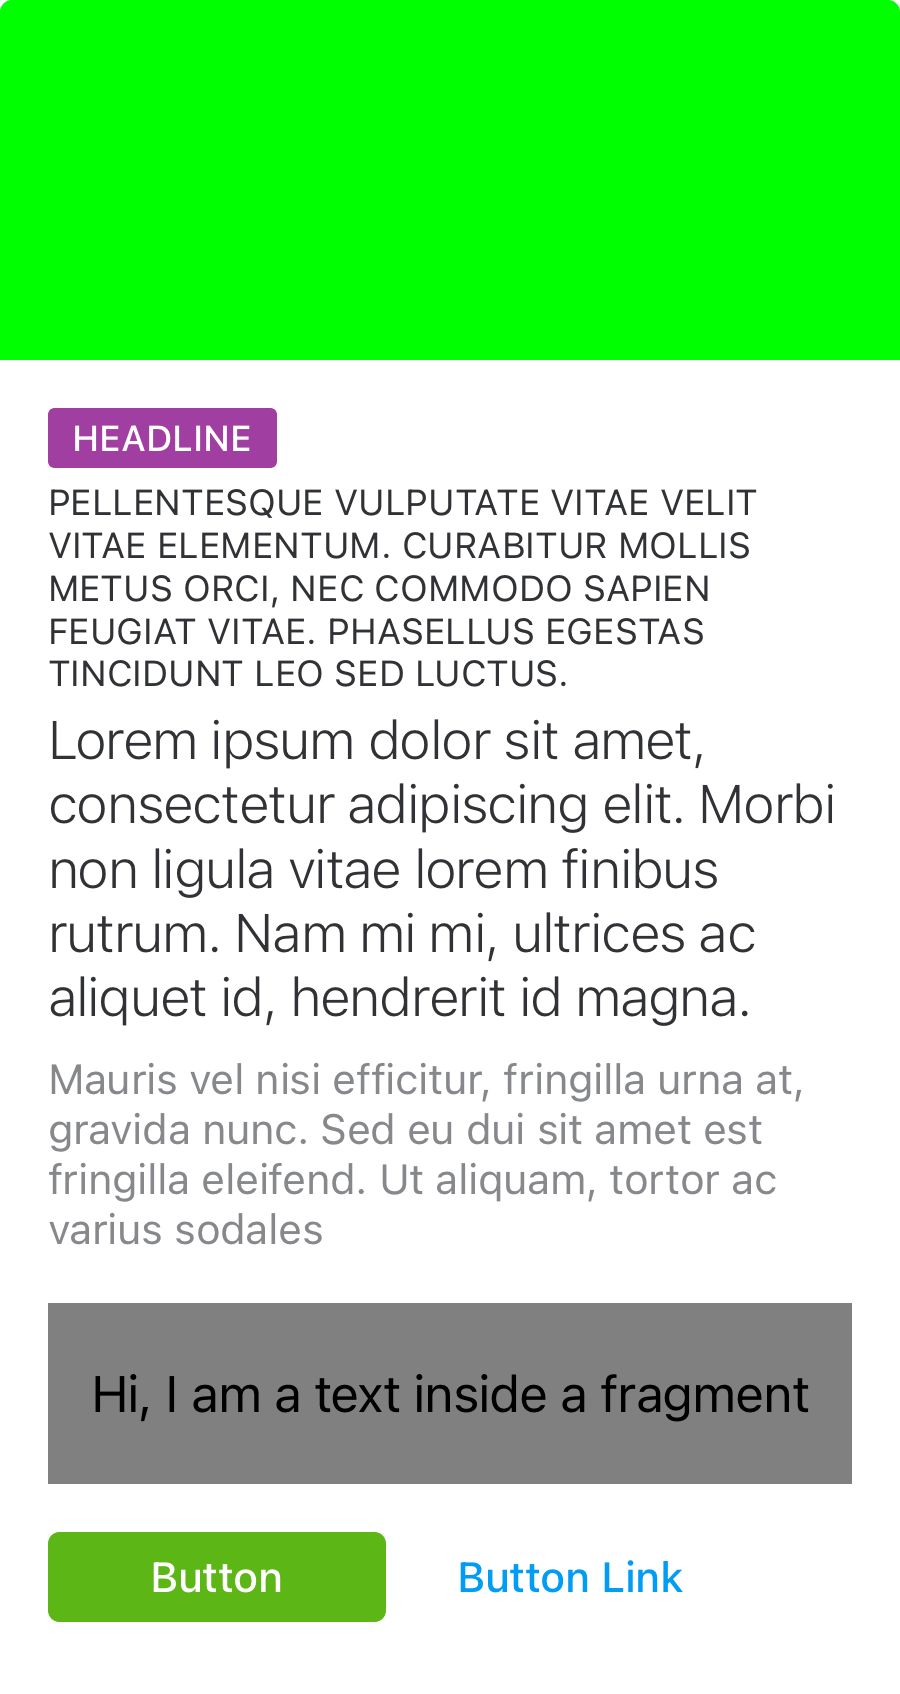 HEADLINE
PELLENTESQUE VULPUTATE VITAE VELIT
VITAE ELEMENTUM. CURABITUR MOLLIS
METUS ORCI, NEC COMMODO SAPIEN
FEUGIAT VITAE. PHASELLUS EGESTAS
TINCIDUNT LEO SED LUCTUS.
Lorem ipsum dolor sit amet,
consectetur adipiscing elit. Morbi
non ligula vitae lorem finibus
rutrum. Nam mi mi, ultrices ac
aliquet id, hendrerit id magna.
Mauris vel nisi efficitur, fringilla urna at,
gravida nunc. Sed eu dui sit amet est
fringilla eleifend. Ut aliquam, tortor ac
varius sodales
Hi, I am a text inside a fragment
Button
Button Link